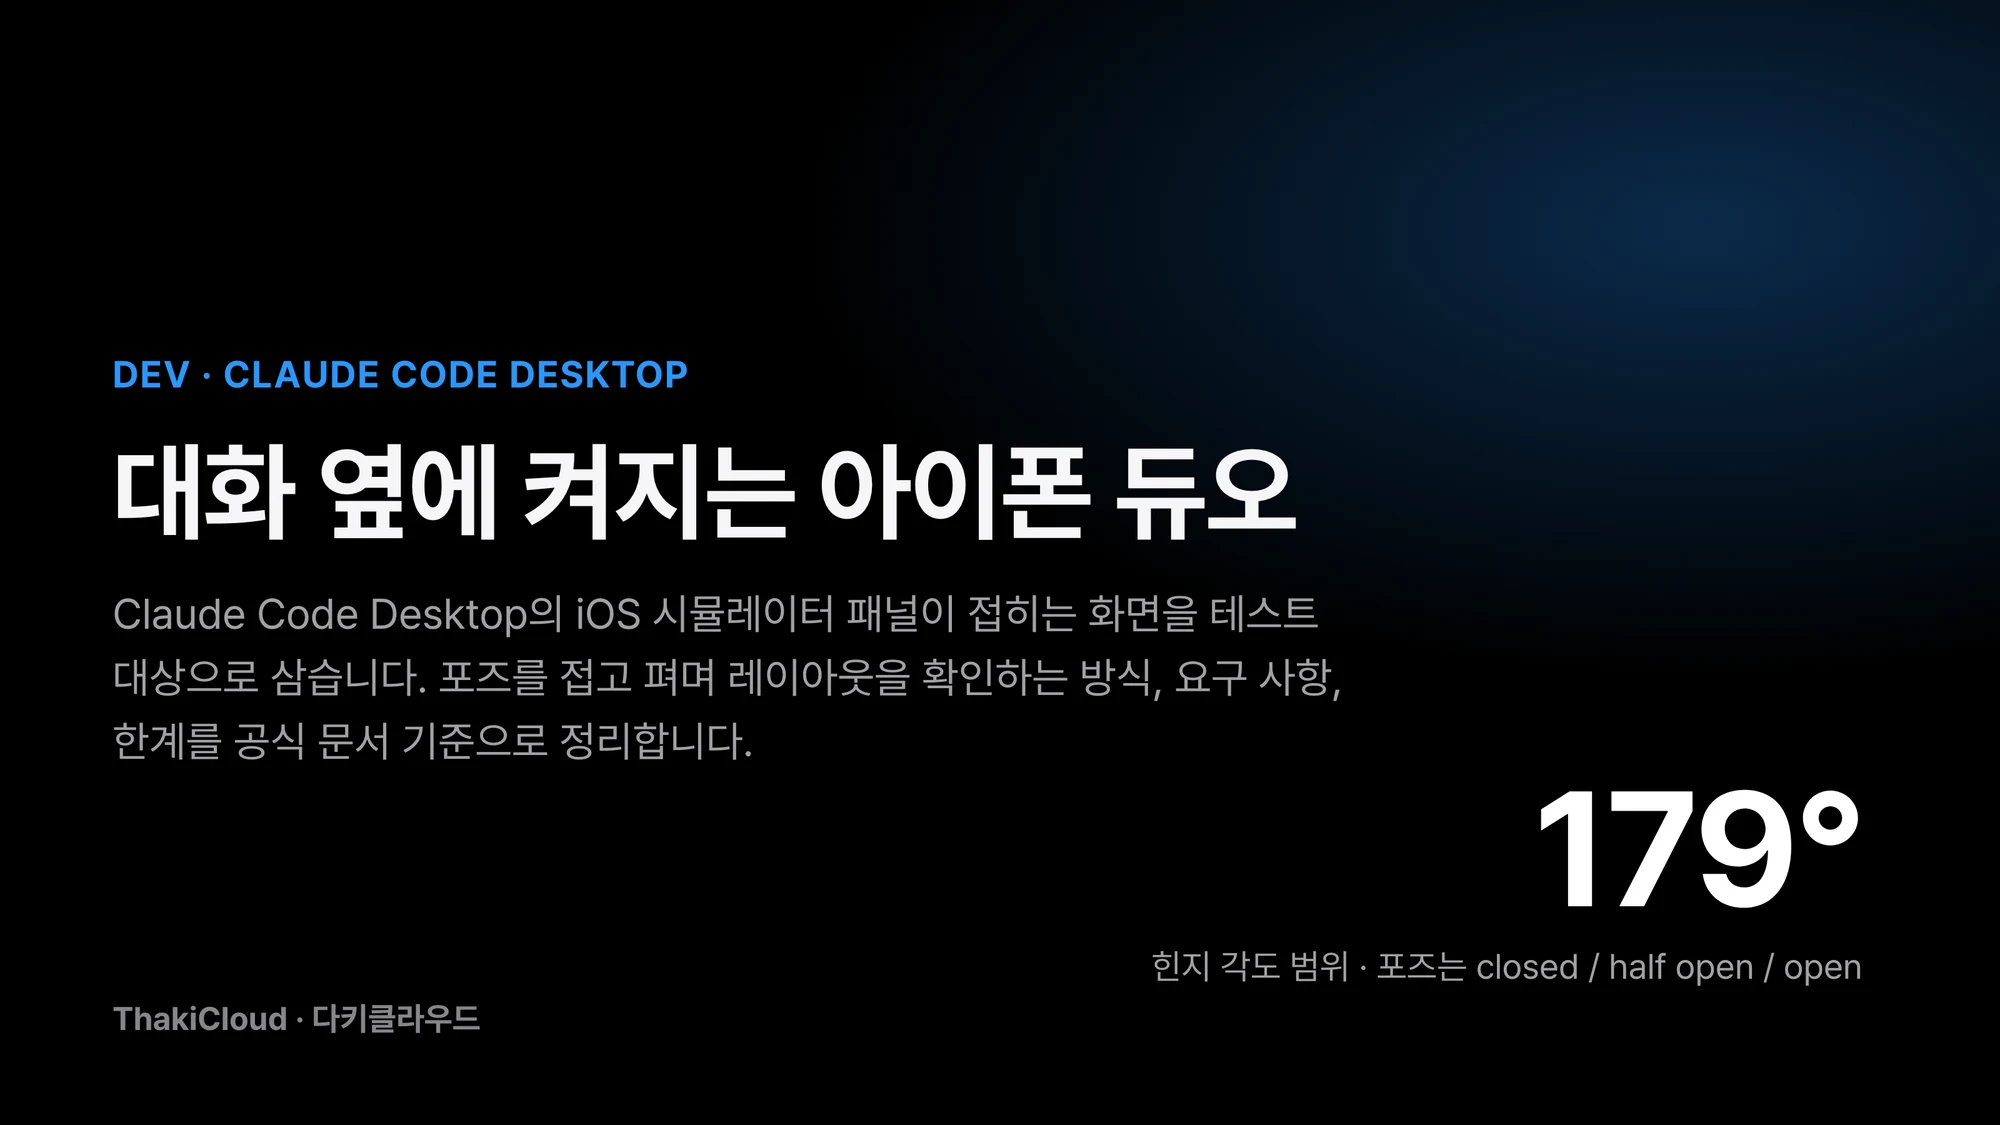 DEV · CLAUDE CODE DESKTOP
대화 옆에 켜지는 아이폰 듀오
Claude Code Desktop의 iOS 시뮬레이터 패널이 접히는 화면을 테스트
대상으로 삼습니다. 포즈를 접고 펴며 레이아웃을 확인하는 방식, 요구 사항,
한계를 공식 문서 기준으로 정리합니다.
179°
힌지 각도 범위 · 포즈는 closed / half open / open
ThakiCloud · 다키클라우드